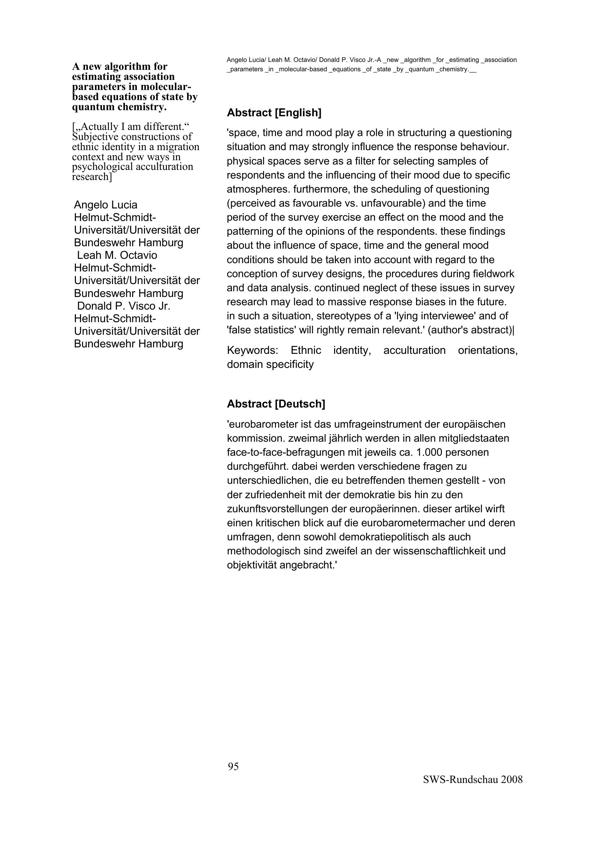 A new algorithm for
estimating association
parameters in molecular-
based equations of state by
quantum chemistry.
[„Actually I am different.“
Subjective constructions of
ethnic identity in a migration
context and new ways in
psychological acculturation
research]
Angelo Lucia
Helmut-Schmidt-
Universität/Universität der
Bundeswehr Hamburg
Leah M. Octavio
Helmut-Schmidt-
Universität/Universität der
Bundeswehr Hamburg
Donald P. Visco Jr.
Helmut-Schmidt-
Universität/Universität der
Bundeswehr Hamburg
Angelo Lucia/ Leah M. Octavio/ Donald P. Visco Jr.-A _new _algorithm _for _estimating _association
_parameters _in _molecular-based _equations _of _state _by _quantum _chemistry.__
Abstract [English]
'space, time and mood play a role in structuring a questioning
situation and may strongly influence the response behaviour.
physical spaces serve as a filter for selecting samples of
respondents and the influencing of their mood due to specific
atmospheres. furthermore, the scheduling of questioning
(perceived as favourable vs. unfavourable) and the time
period of the survey exercise an effect on the mood and the
patterning of the opinions of the respondents. these findings
about the influence of space, time and the general mood
conditions should be taken into account with regard to the
conception of survey designs, the procedures during fieldwork
and data analysis. continued neglect of these issues in survey
research may lead to massive response biases in the future.
in such a situation, stereotypes of a 'lying interviewee' and of
'false statistics' will rightly remain relevant.' (author's abstract)|
Keywords: Ethnic identity, acculturation orientations,
domain specificity
Abstract [Deutsch]
'eurobarometer ist das umfrageinstrument der europäischen
kommission. zweimal jährlich werden in allen mitgliedstaaten
face-to-face-befragungen mit jeweils ca. 1.000 personen
durchgeführt. dabei werden verschiedene fragen zu
unterschiedlichen, die eu betreffenden themen gestellt - von
der zufriedenheit mit der demokratie bis hin zu den
zukunftsvorstellungen der europäerinnen. dieser artikel wirft
einen kritischen blick auf die eurobarometermacher und deren
umfragen, denn sowohl demokratiepolitisch als auch
methodologisch sind zweifel an der wissenschaftlichkeit und
objektivität angebracht.'
95
SWS-Rundschau 2008